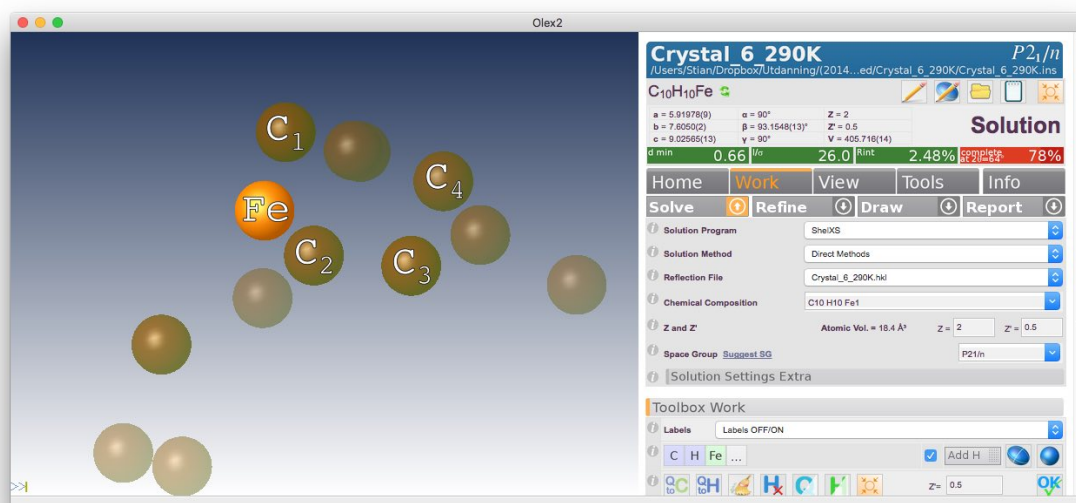 Olex2
C₁
C₄
Fe
C₂
C₃
>>
Crystal_6_290K P2₁/n
/Users/Stian/Dropbox/Utdanning/(2014...ed/Crystal_6_290K/Crystal_6_290K.ins
C₁₀H₁₀Fe
a = 5.91978(9) α = 90° Z = 2
b = 7.6050(2) β = 93.1548(13)° Z' = 0.5
c = 9.02565(13) γ = 90° V = 405.716(14)
Solution
d min 0.66 I/σ 26.0 Rint 2.48% complete at 2θ=64° 78%
Home Work View Tools Info
Solve Refine Draw Report
Solution Program ShelXS
Solution Method Direct Methods
Reflection File Crystal_6_290K.hkl
Chemical Composition C10 H10 Fe1
Z and Z' Atomic Vol. = 18.4 Å³ Z = 2 Z' = 0.5
Space Group Suggest SG P21/n
Solution Settings Extra
Toolbox Work
Labels Labels OFF/ON
C H Fe ... Add H
Q to C Q to H H H Z'= 0.5 OK